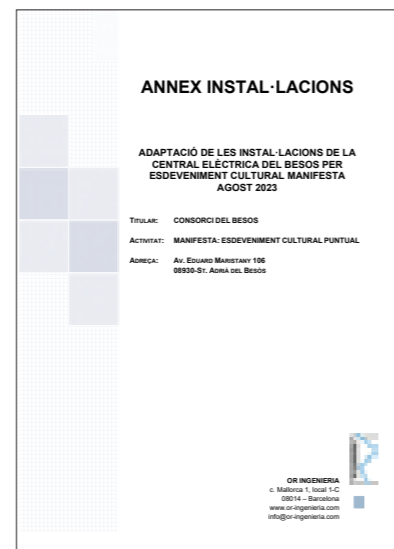 ANNEX INSTAL·LACIONS
ADAPTACIÓ DE LES INSTAL·LACIONS DE LA
CENTRAL ELÈCTRICA DEL BESOS PER
ESDEVENIMENT CULTURAL MANIFESTA
AGOST 2023
TITULAR: CONSORCI DEL BESOS
ACTIVITAT: MANIFESTA: ESDEVENIMENT CULTURAL PUNTUAL
ADREÇA: AV. EDUARD MARISTANY 106
08930-ST. ADRIÀ DEL BESÒS
OR INGENIERIA
c. Mallorca 1, local 1-C
08014 – Barcelona
www.or-ingenieria.com
info@or-ingenieria.com